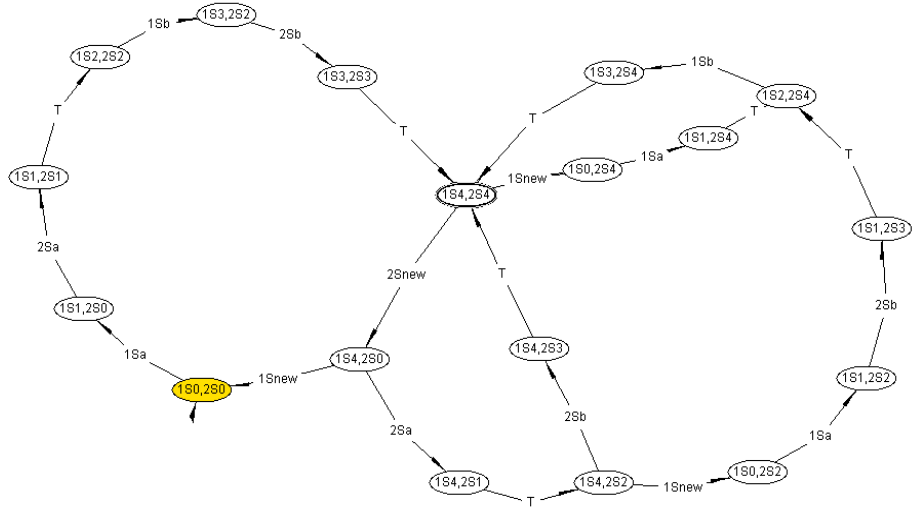 1S3,2S2
1Sb
2Sb
1S2,2S2
1S3,2S3
1S3,2S4
1Sb
1S2,2S4
T
T
T
1S1,2S4
T
T
1S1,2S1
1S4,2S4
1Snew
1S0,2S4
1Sa
1S1,2S3
2Sa
2Snew
T
2Sb
1S1,2S0
1Sa
1S4,2S0
1S4,2S3
1S0,2S0
1Snew
1S1,2S2
2Sa
2Sb
1Sa
1S4,2S1
T
1S4,2S2
1Snew
1S0,2S2